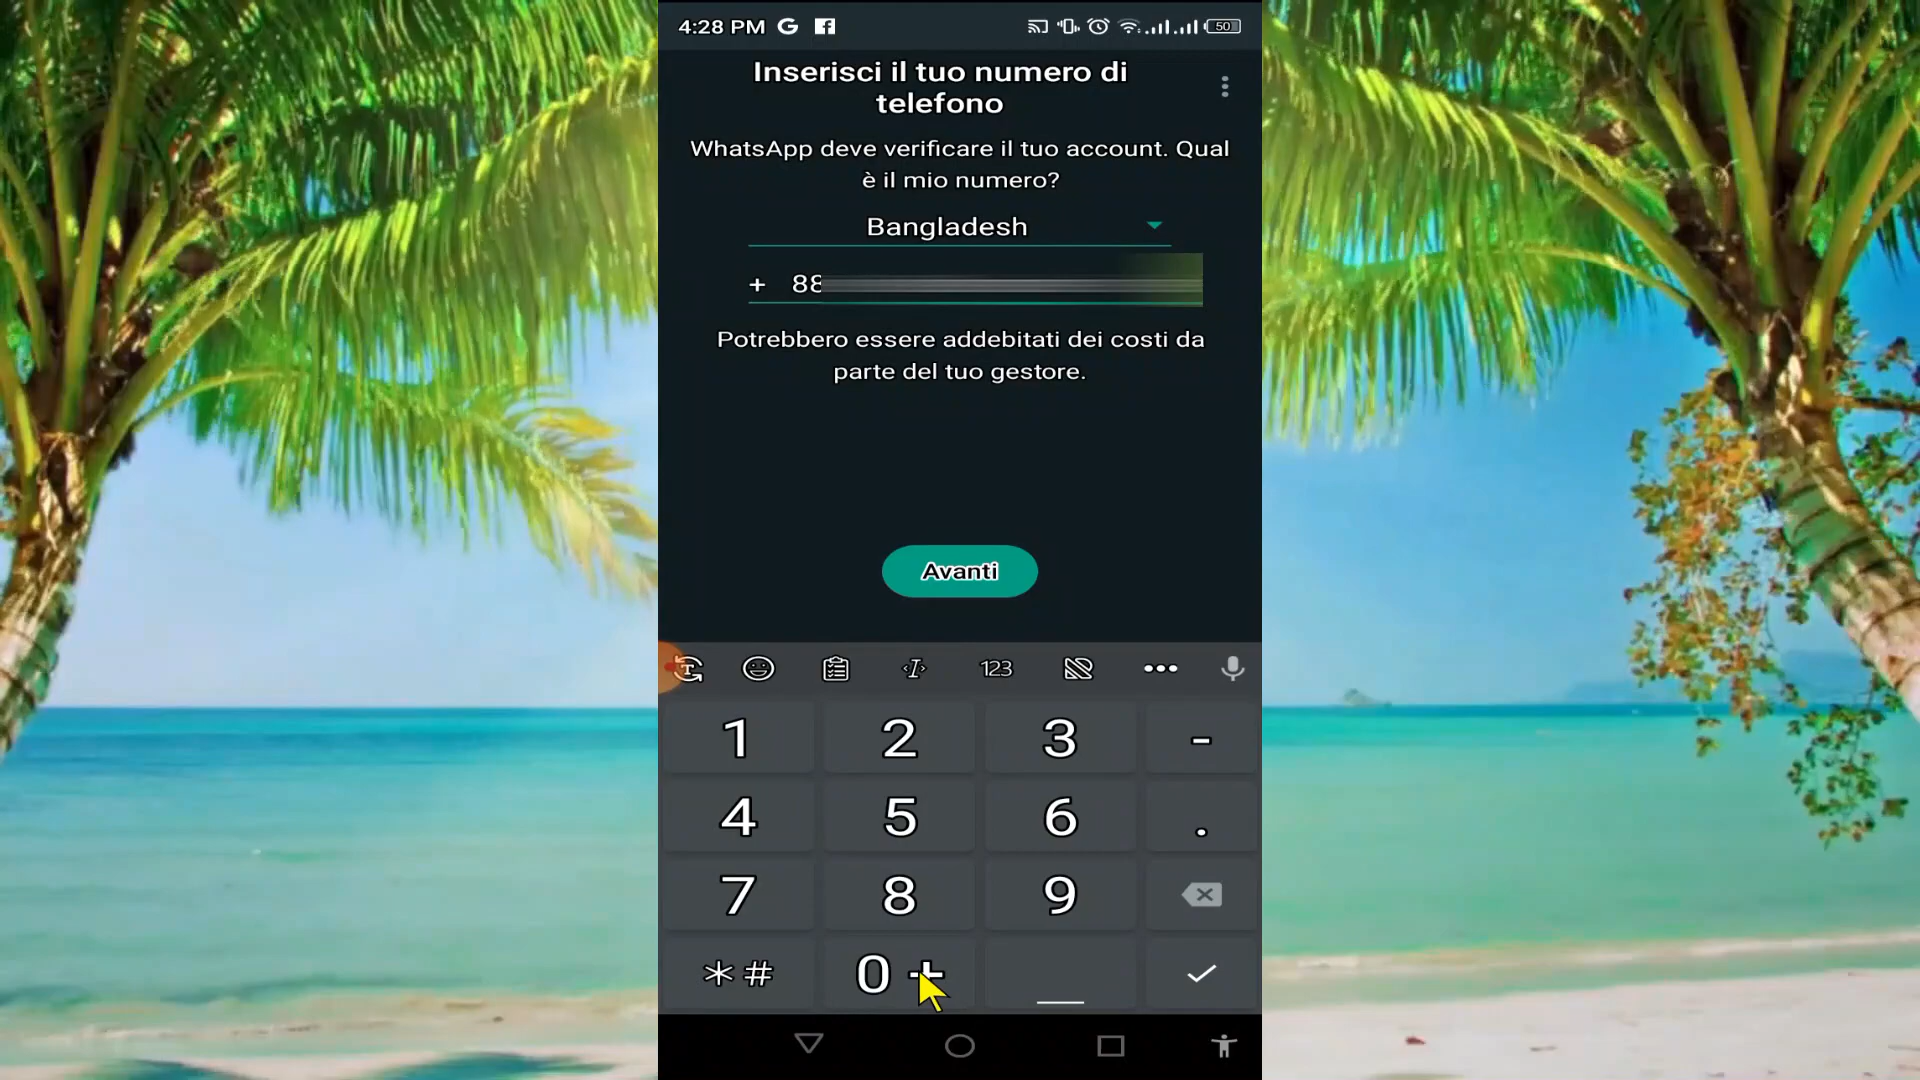 4:28 PM G f 50
Inserisci il tuo numero di
telefono
WhatsApp deve verificare il tuo account. Qual
è il mio numero?
Bangladesh
+ 88
Potrebbero essere addebitati dei costi da
parte del tuo gestore.
Avanti
123
1 2 3 -
4 5 6 .
7 8 9
*# 0 + _